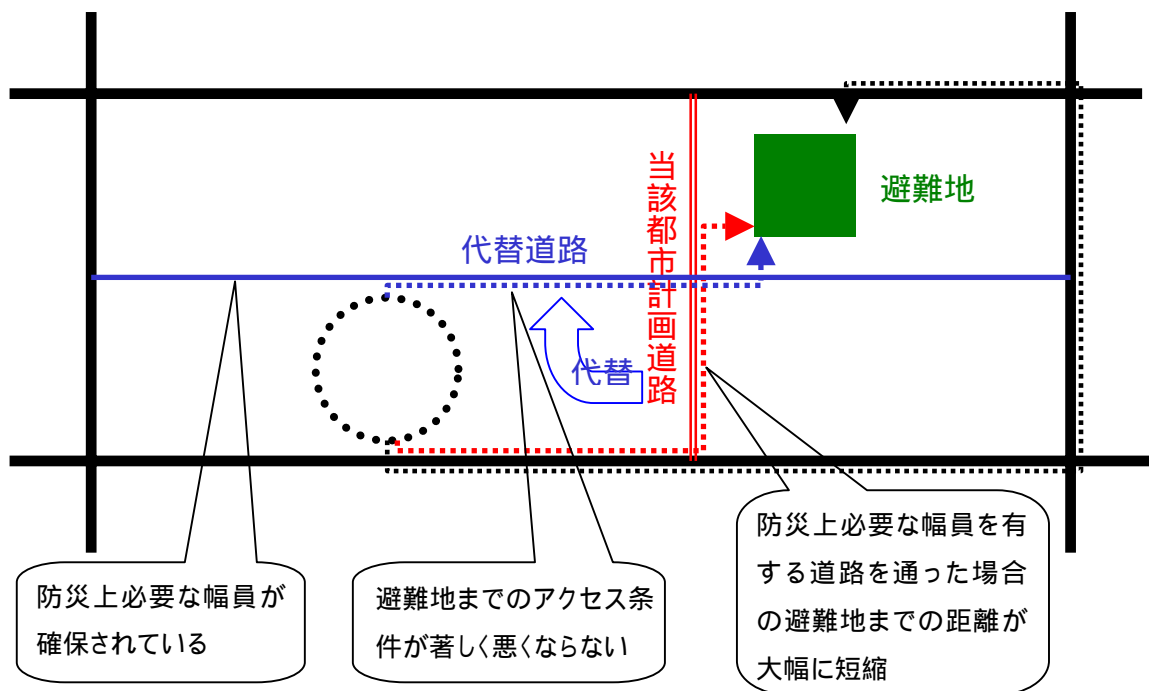 当該都市計画道路
避難地
代替道路
代替
防災上必要な幅員が
確保されている
避難地までのアクセス条
件が著しく悪くならない
防災上必要な幅員を有
する道路を通った場合
の避難地までの距離が
大幅に短縮